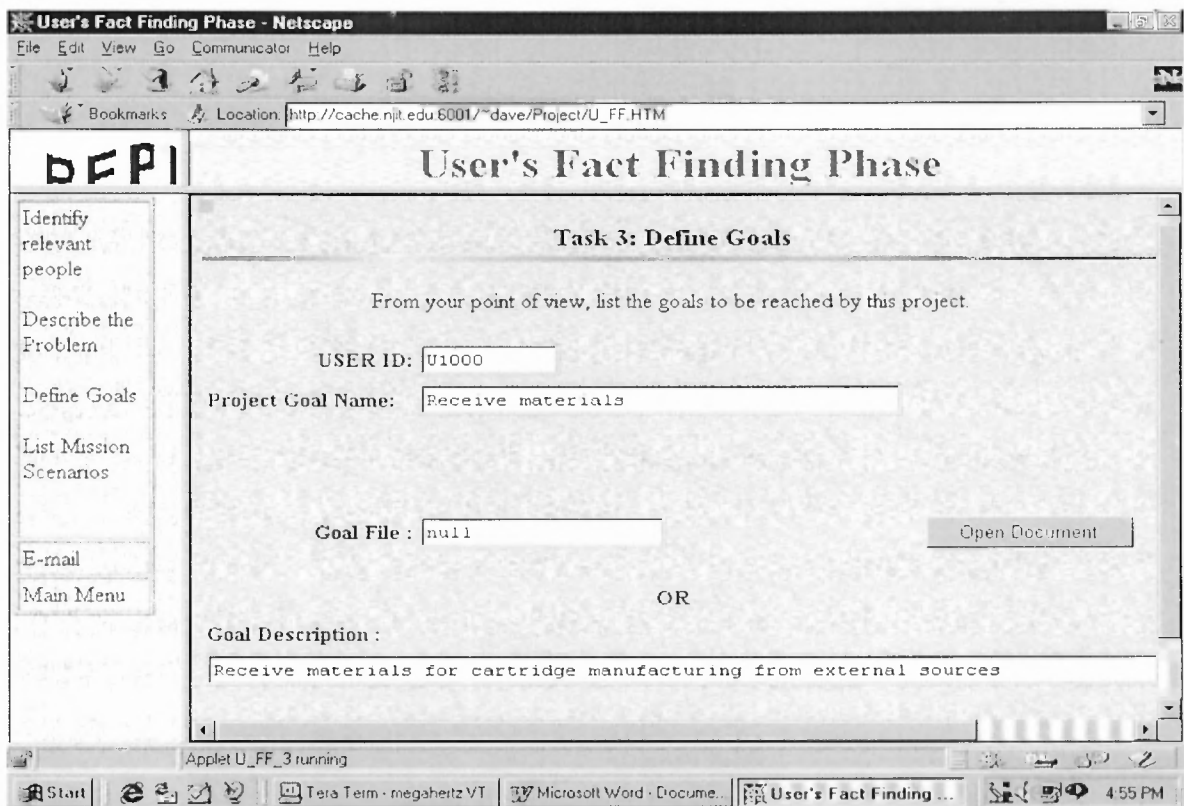 User's Fact Finding Phase - Netscape
File Edit View Go Communicator Help
Bookmarks Location: http://cache.njit.edu:6001/~dave/Project/U_FF.HTM
DFPI
User's Fact Finding Phase
Identify
relevant
people
Describe the
Problem
Define Goals
List Mission
Scenarios
E-mail
Main Menu
Task 3: Define Goals
From your point of view, list the goals to be reached by this project.
USER ID: U1000
Project Goal Name: Receive materials
Goal File : null
Open Document
OR
Goal Description :
Receive materials for cartridge manufacturing from external sources
Applet U_FF_3 running
Start
Tera Term - megahertz VT
Microsoft Word - Docume...
User's Fact Finding ...
4:55 PM